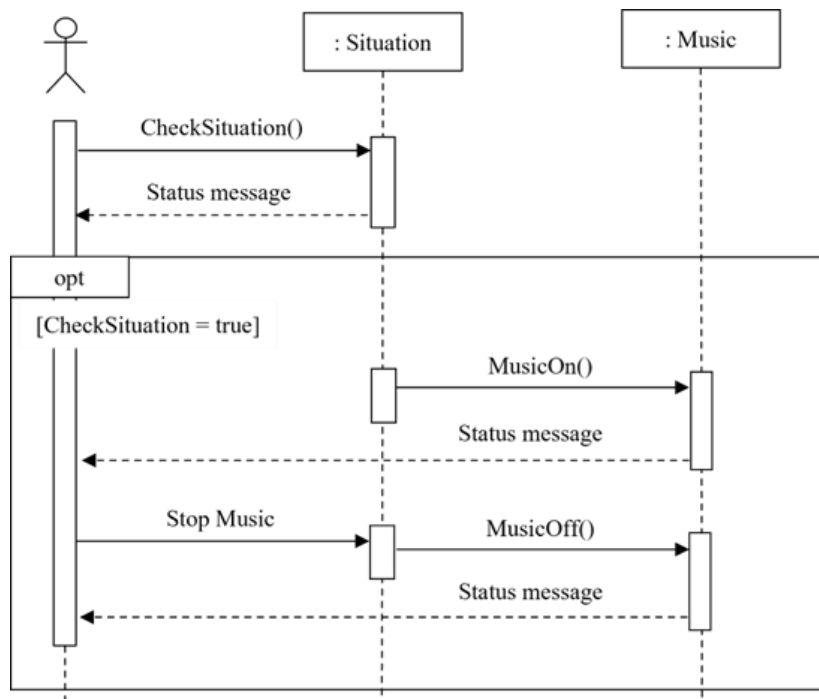 : Situation
: Music
CheckSituation()
Status message
opt
[CheckSituation = true]
MusicOn()
Status message
Stop Music
MusicOff()
Status message